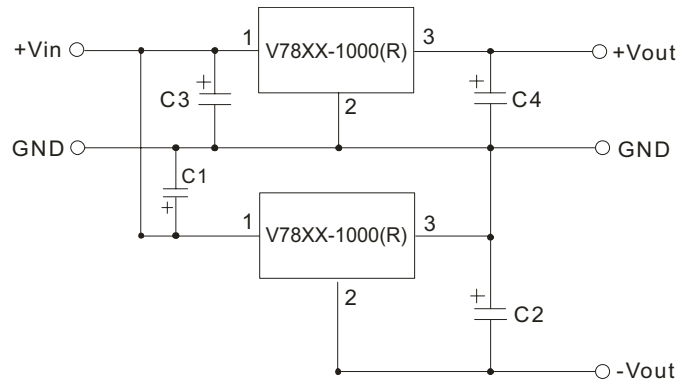 +Vin
1
V78XX-1000(R)
3
+Vout
+
C3
2
+
C4
GND
GND
C1
+
1
V78XX-1000(R)
3
2
+
C2
-Vout